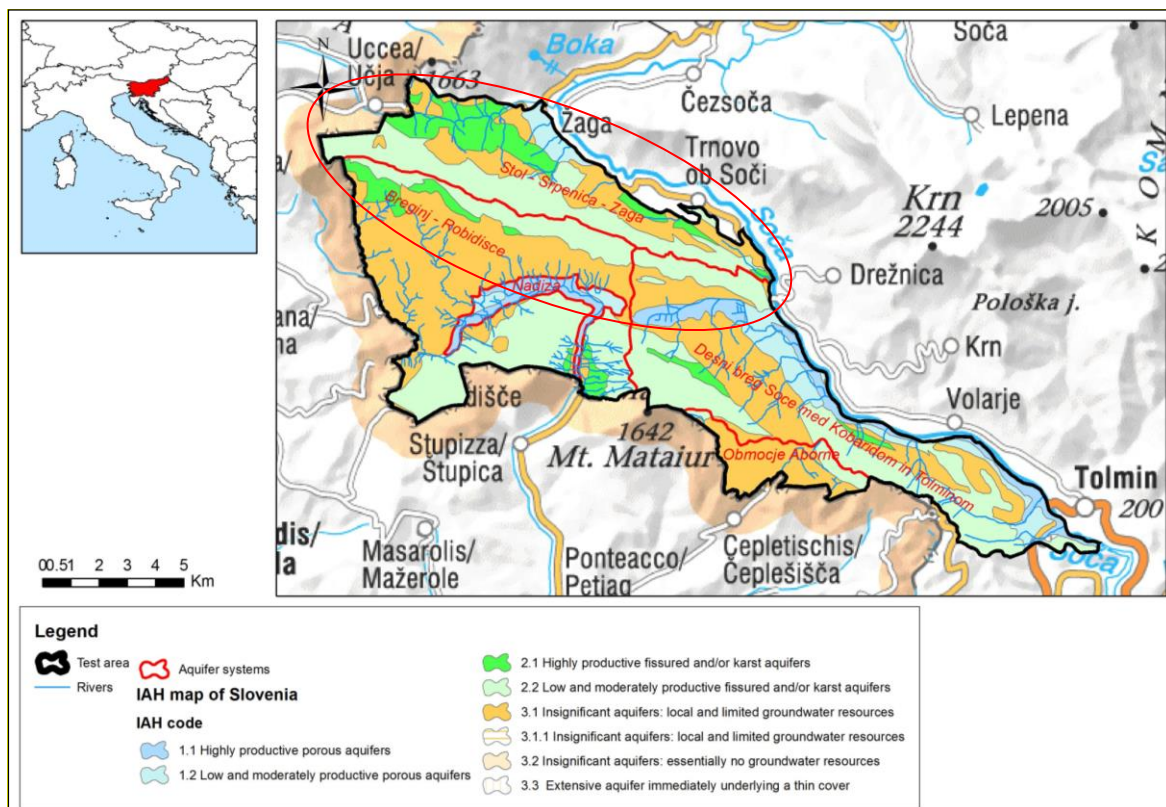 N
Uccea/
Učja
1663
Boka
Soča
Čezsoča
Lepena
Žaga
Trnovo
ob Soči
Stol - Srpenica - Zaga
Breginj - Robidisce
Soča
Krn
2244
2005
K O M
Drežnica
Nadiza
Pološka j.
Krn
Desni breg Soce med Kobaridom in Tolminom
Volarje
dišče
Stupizza/
Štupica
1642
Mt. Mataiur
Obmocje Aborne
Tolmin
200
Soča
Masarolis/
Mažerole
Ponteacco/
Petjag
Čepletischis/
Čeplešišča
0 0.5 1 2 3 4 5
Km
Legend
Test area
Rivers
Aquifer systems
IAH map of Slovenia
IAH code
1.1 Highly productive porous aquifers
1.2 Low and moderately productive porous aquifers
2.1 Highly productive fissured and/or karst aquifers
2.2 Low and moderately productive fissured and/or karst aquifers
3.1 Insignificant aquifers: local and limited groundwater resources
3.1.1 Insignificant aquifers: local and limited groundwater resources
3.2 Insignificant aquifers: essentially no groundwater resources
3.3 Extensive aquifer immediately underlying a thin cover